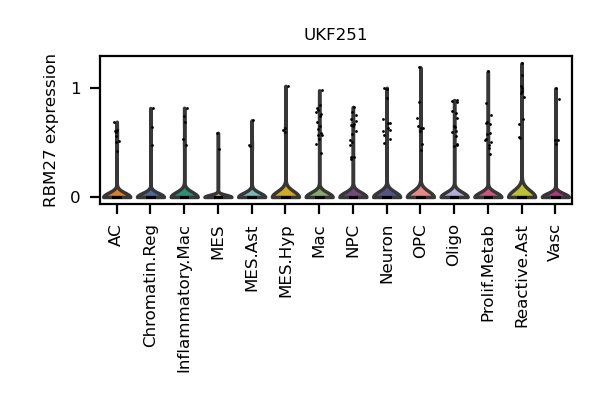 UKF251
RBM27 expression
1
0
AC
Chromatin.Reg
Inflammatory.Mac
MES
MES.Ast
MES.Hyp
Mac
NPC
Neuron
OPC
Oligo
Prolif.Metab
Reactive.Ast
Vasc